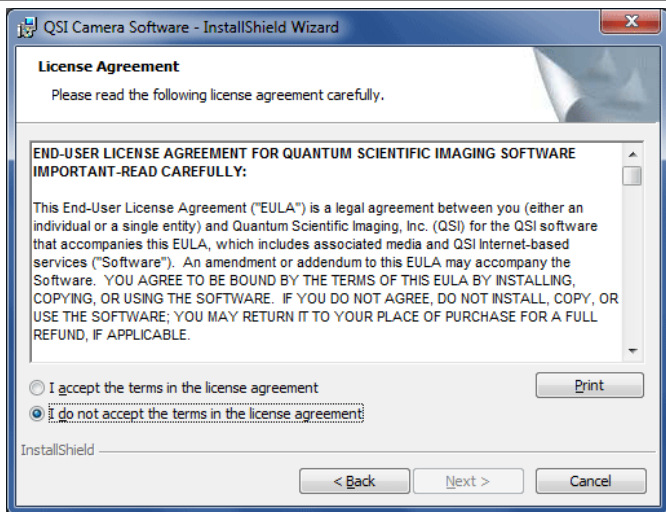 QSI Camera Software - InstallShield Wizard
License Agreement
Please read the following license agreement carefully.
END-USER LICENSE AGREEMENT FOR QUANTUM SCIENTIFIC IMAGING SOFTWARE
IMPORTANT-READ CAREFULLY:
This End-User License Agreement ("EULA") is a legal agreement between you (either an
individual or a single entity) and Quantum Scientific Imaging, Inc. (QSI) for the QSI software
that accompanies this EULA, which includes associated media and QSI Internet-based
services ("Software").  An amendment or addendum to this EULA may accompany the
Software.  YOU AGREE TO BE BOUND BY THE TERMS OF THIS EULA BY INSTALLING,
COPYING, OR USING THE SOFTWARE.  IF YOU DO NOT AGREE, DO NOT INSTALL, COPY, OR
USE THE SOFTWARE; YOU MAY RETURN IT TO YOUR PLACE OF PURCHASE FOR A FULL
REFUND, IF APPLICABLE.
I accept the terms in the license agreement
Print
I do not accept the terms in the license agreement
InstallShield
< Back Next > Cancel